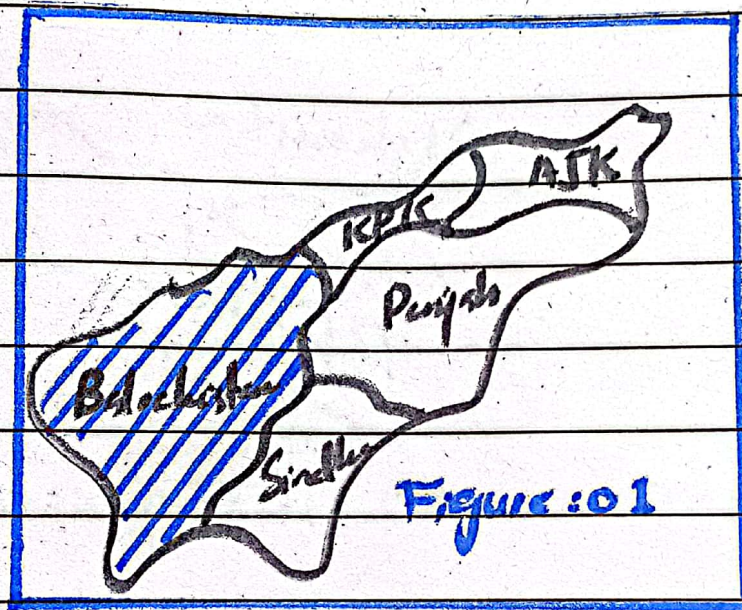 AJK
KPK
Punjab
Balochistan
Sindh
Figure:01